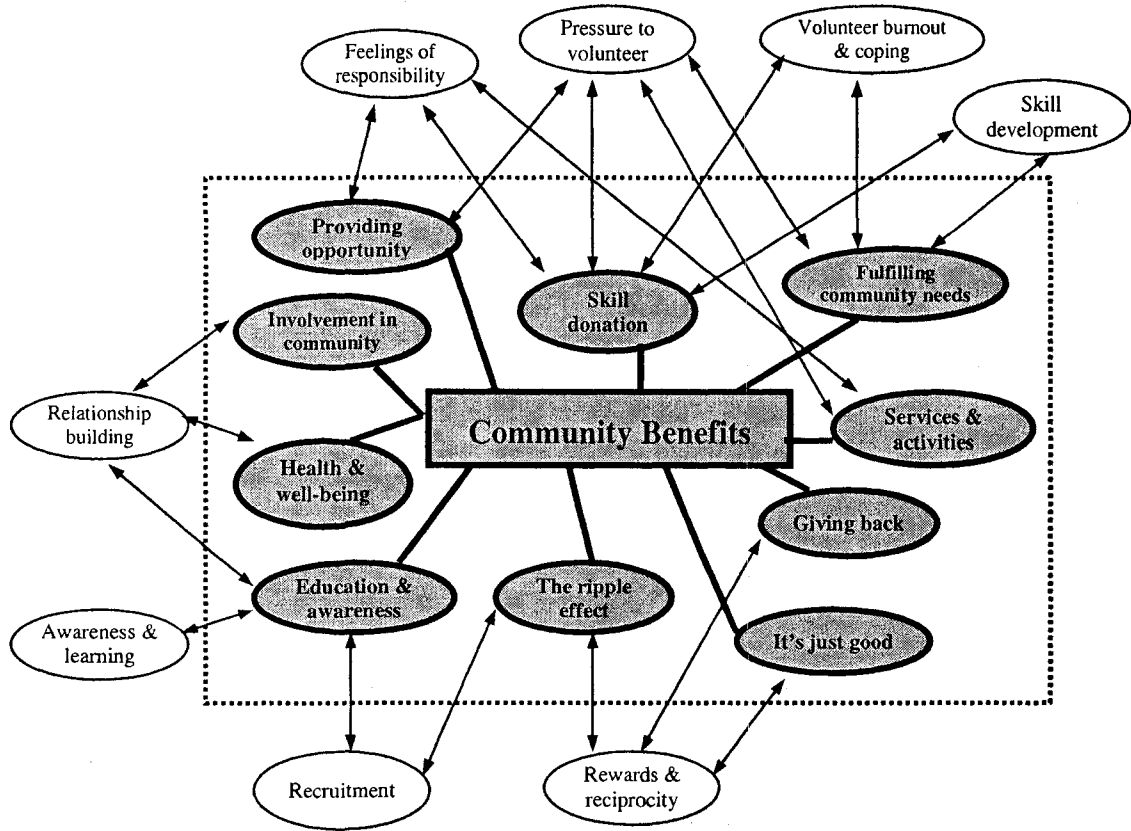 Pressure to
volunteer
Volunteer burnout
& coping
Feelings of
responsibility
Skill
development
Providing
opportunity
Skill
donation
Fulfilling
community needs
Involvement in
community
Relationship
building
Community Benefits
Services &
activities
Health &
well-being
Giving back
Education &
awareness
The ripple
effect
Awareness &
learning
It's just good
Recruitment
Rewards &
reciprocity